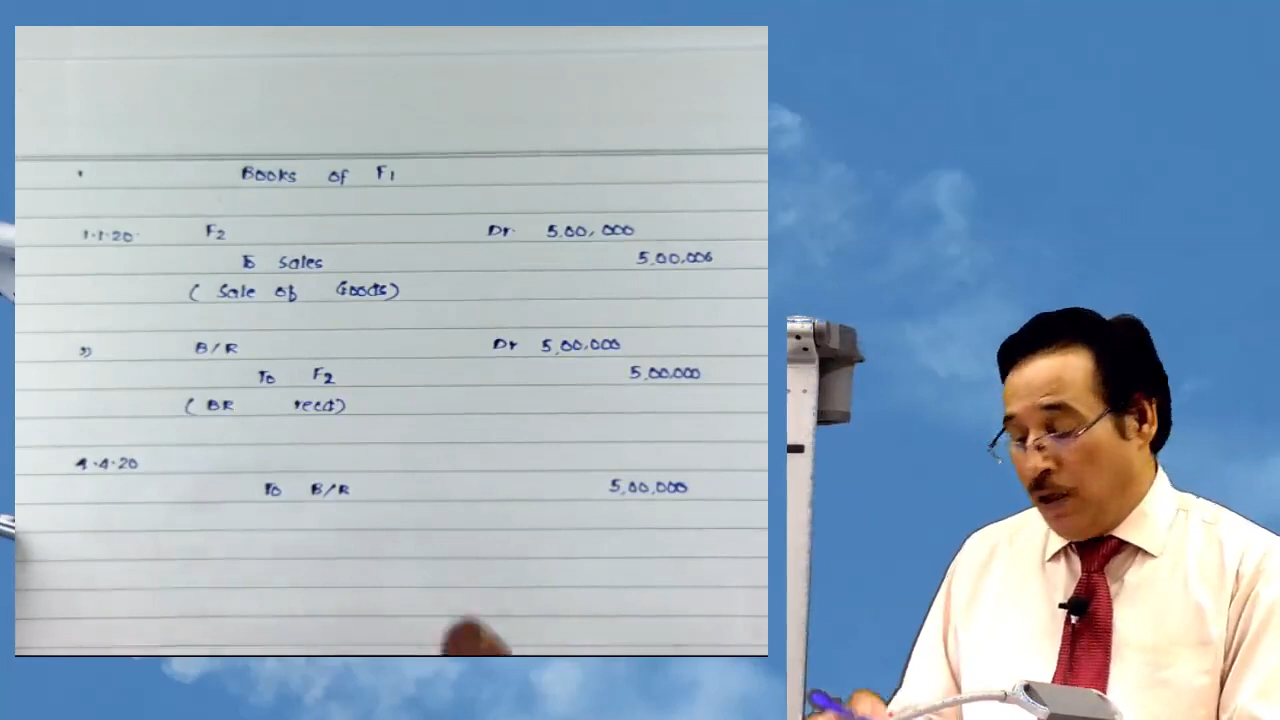 Books of F1
1.1.20 F2 Dr. 5,00,000
To Sales 5,00,000
( Sale of Goods)
,, B/R Dr 5,00,000
To F2 5,00,000
( BR recd)
4.4.20
To B/R 5,00,000